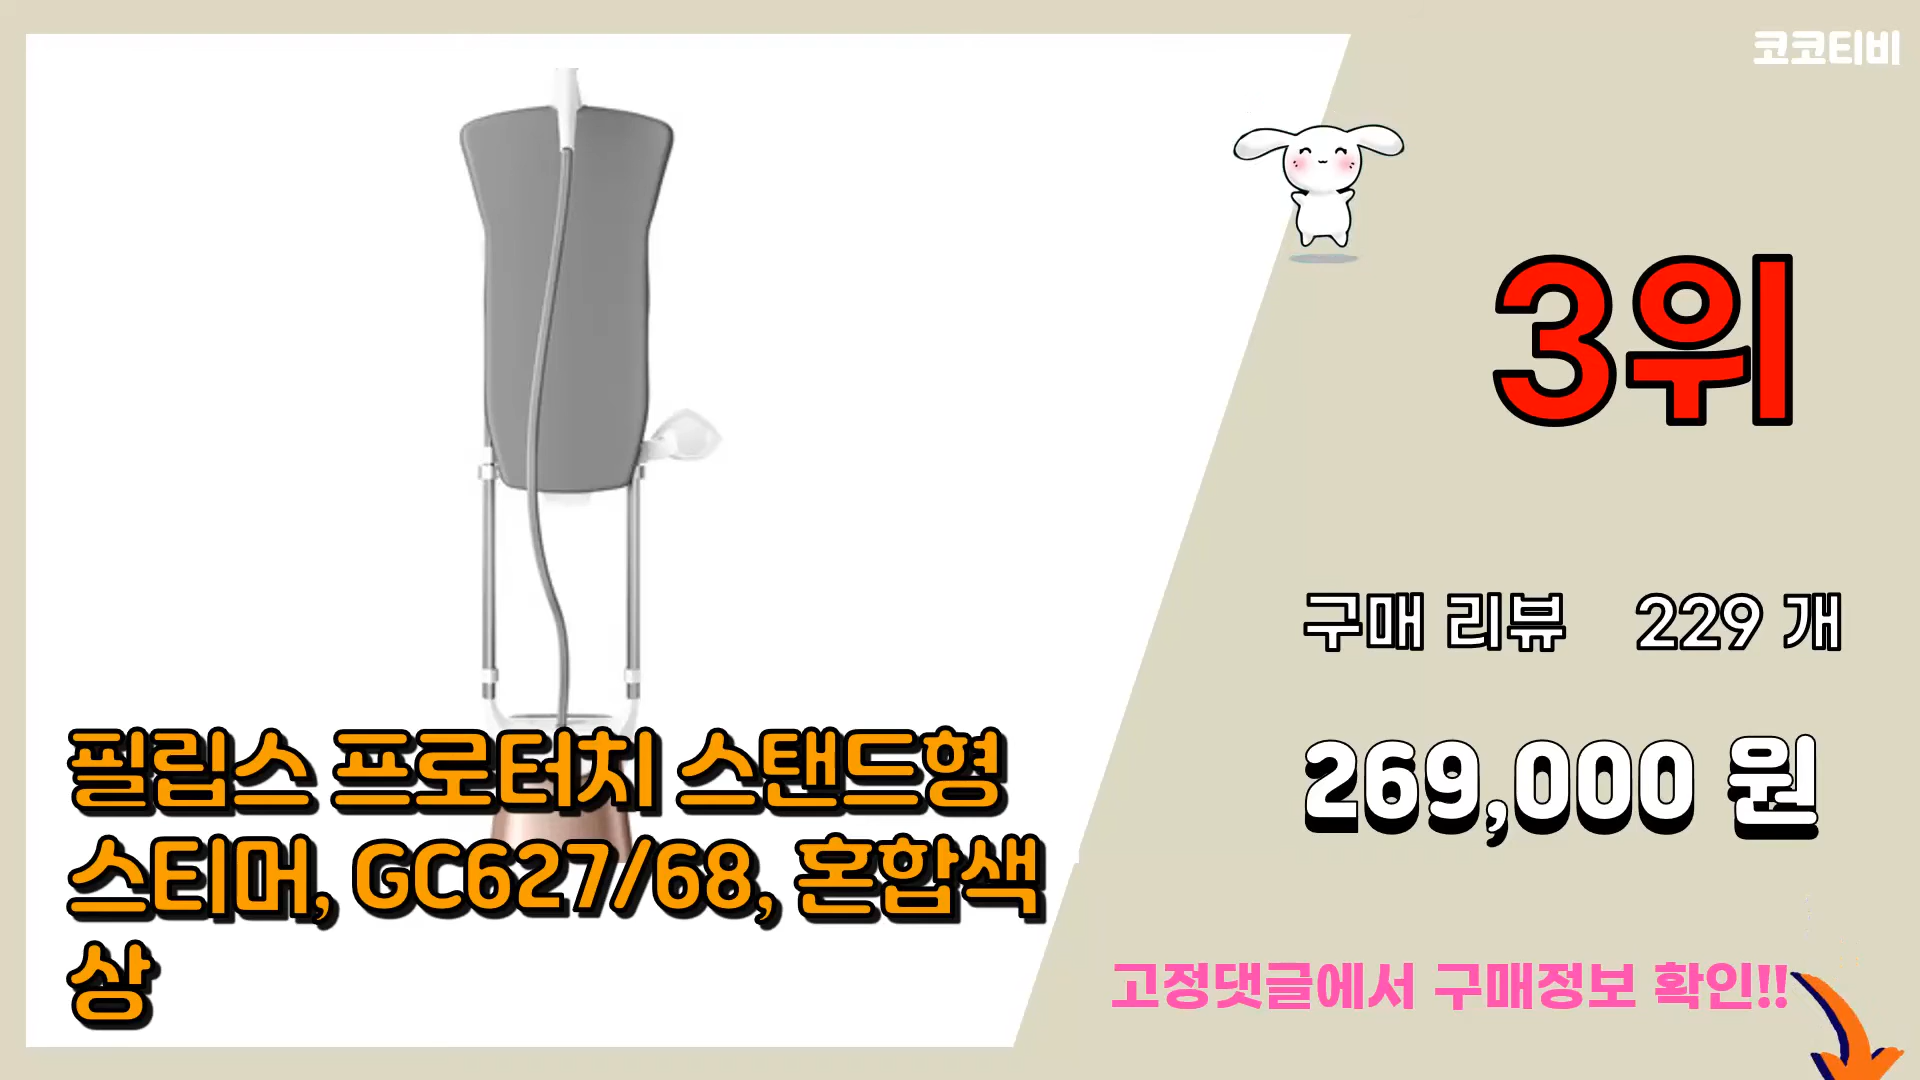 코코티비
3위
구매 리뷰 229 개
269,000 원
필립스 프로터치 스탠드형
스티머, GC627/68, 혼합색
상
고정댓글에서 구매정보 확인!!